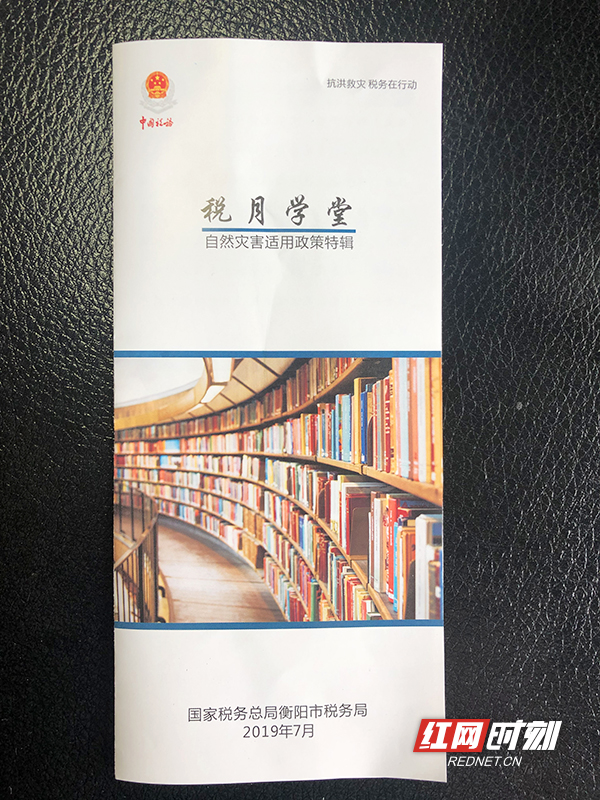 抗洪救灾 税务在行动
中国税务
税月学堂
自然灾害适用政策特辑
国家税务总局衡阳市税务局
2019年7月
红网时刻
REDNET.CN